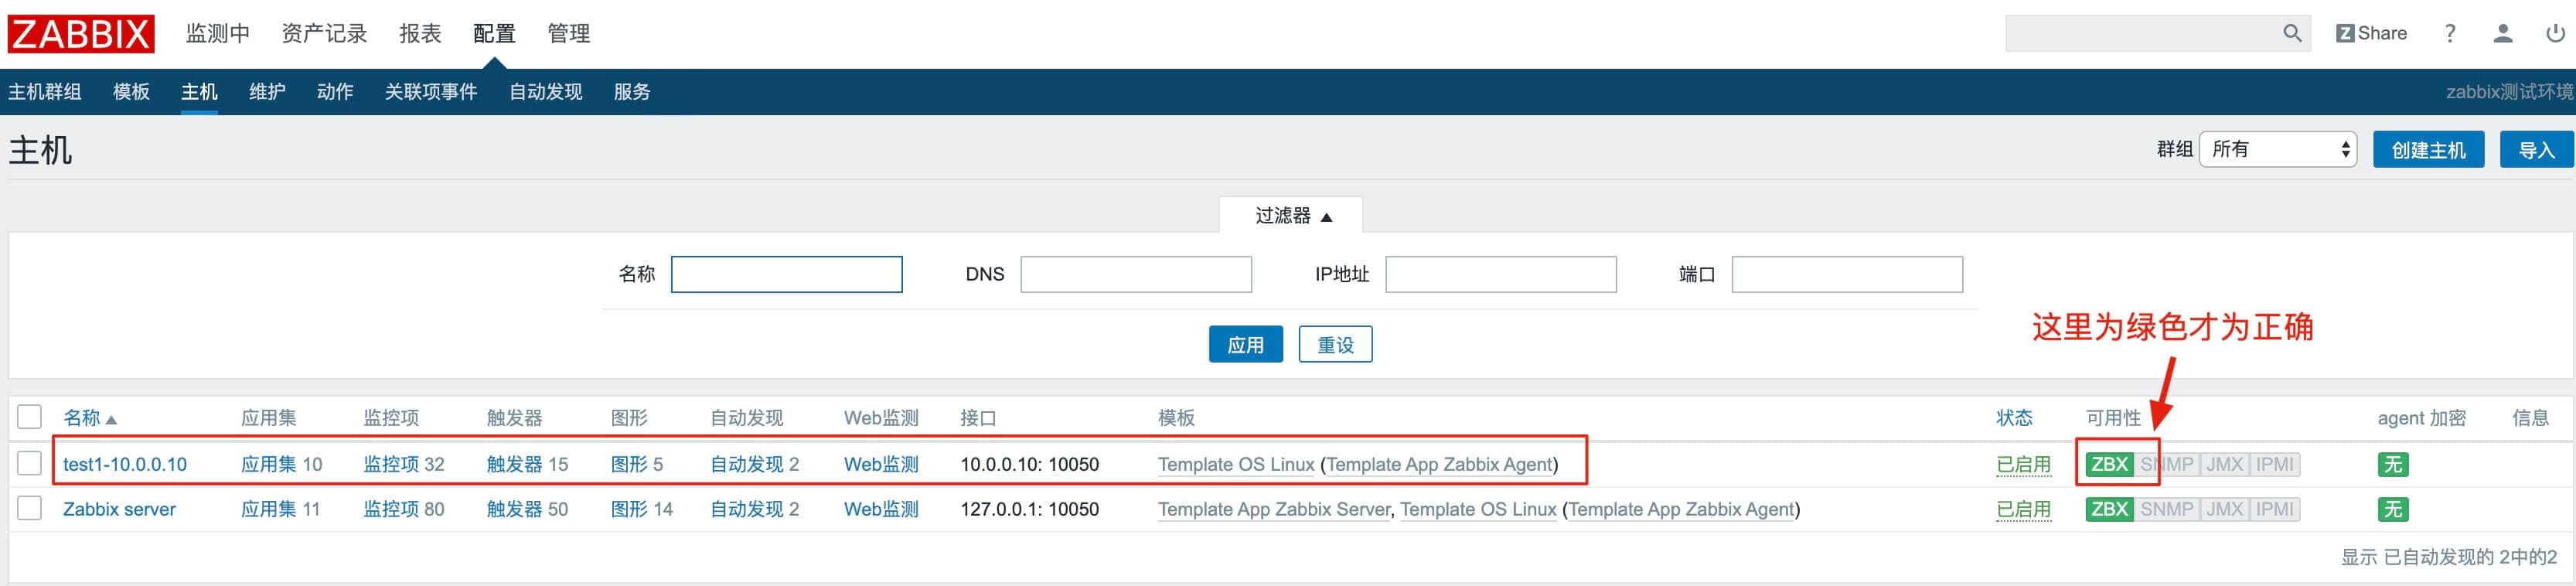 ZABBIX 监测中 资产记录 报表 配置 管理 Z Share ?
主机群组 模板 主机 维护 动作 关联项事件 自动发现 服务 zabbix测试环境
主机 群组 所有 创建主机 导入
过滤器 ▲
名称 DNS IP地址 端口
这里为绿色才为正确
应用 重设
名称 ▲ 应用集 监控项 触发器 图形 自动发现 Web监测 接口 模板 状态 可用性 agent 加密 信息
test1-10.0.0.10 应用集 10 监控项 32 触发器 15 图形 5 自动发现 2 Web监测 10.0.0.10: 10050 Template OS Linux (Template App Zabbix Agent) 已启用 ZBX SNMP JMX IPMI 无
Zabbix server 应用集 11 监控项 80 触发器 50 图形 14 自动发现 2 Web监测 127.0.0.1: 10050 Template App Zabbix Server, Template OS Linux (Template App Zabbix Agent) 已启用 ZBX SNMP JMX IPMI 无
显示 已自动发现的 2中的2